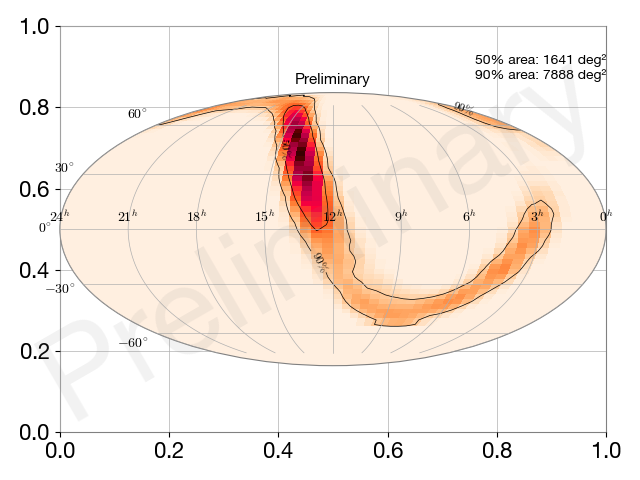 1.0
50% area: 1641 deg²
90% area: 7888 deg²
Preliminary
0.8
60°
90%
30°
0.6
24h 21h 18h 15h 12h 9h 6h 3h 0h
0°
90%
0.4
−30°
0.2
−60°
Preliminary
0.0
0.0 0.2 0.4 0.6 0.8 1.0